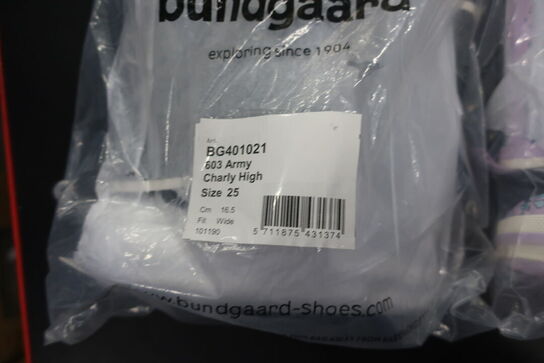 bundgaard
exploring since 1904
Art.
BG401021
603 Army
Charly High
Size 25
Cm 16.5
Fit Wide
101190
5 711875 431374
www.bundgaard-shoes.com